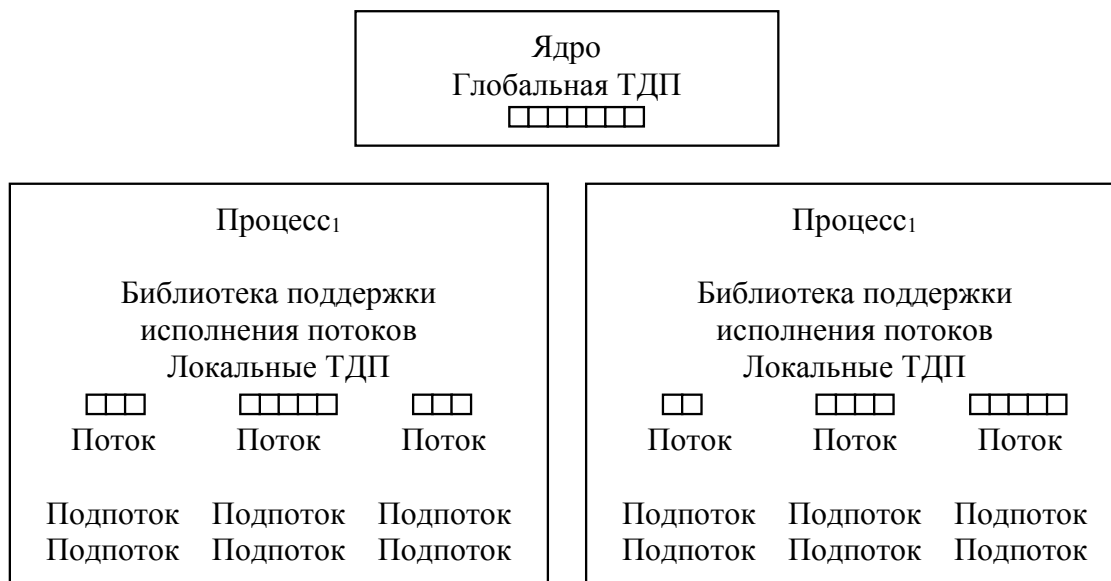 Ядро
Глобальная ТДП
Процесс₁
Библиотека поддержки
исполнения потоков
Локальные ТДП
Поток Поток Поток
Подпоток Подпоток Подпоток
Подпоток Подпоток Подпоток
Процесс₁
Библиотека поддержки
исполнения потоков
Локальные ТДП
Поток Поток Поток
Подпоток Подпоток Подпоток
Подпоток Подпоток Подпоток